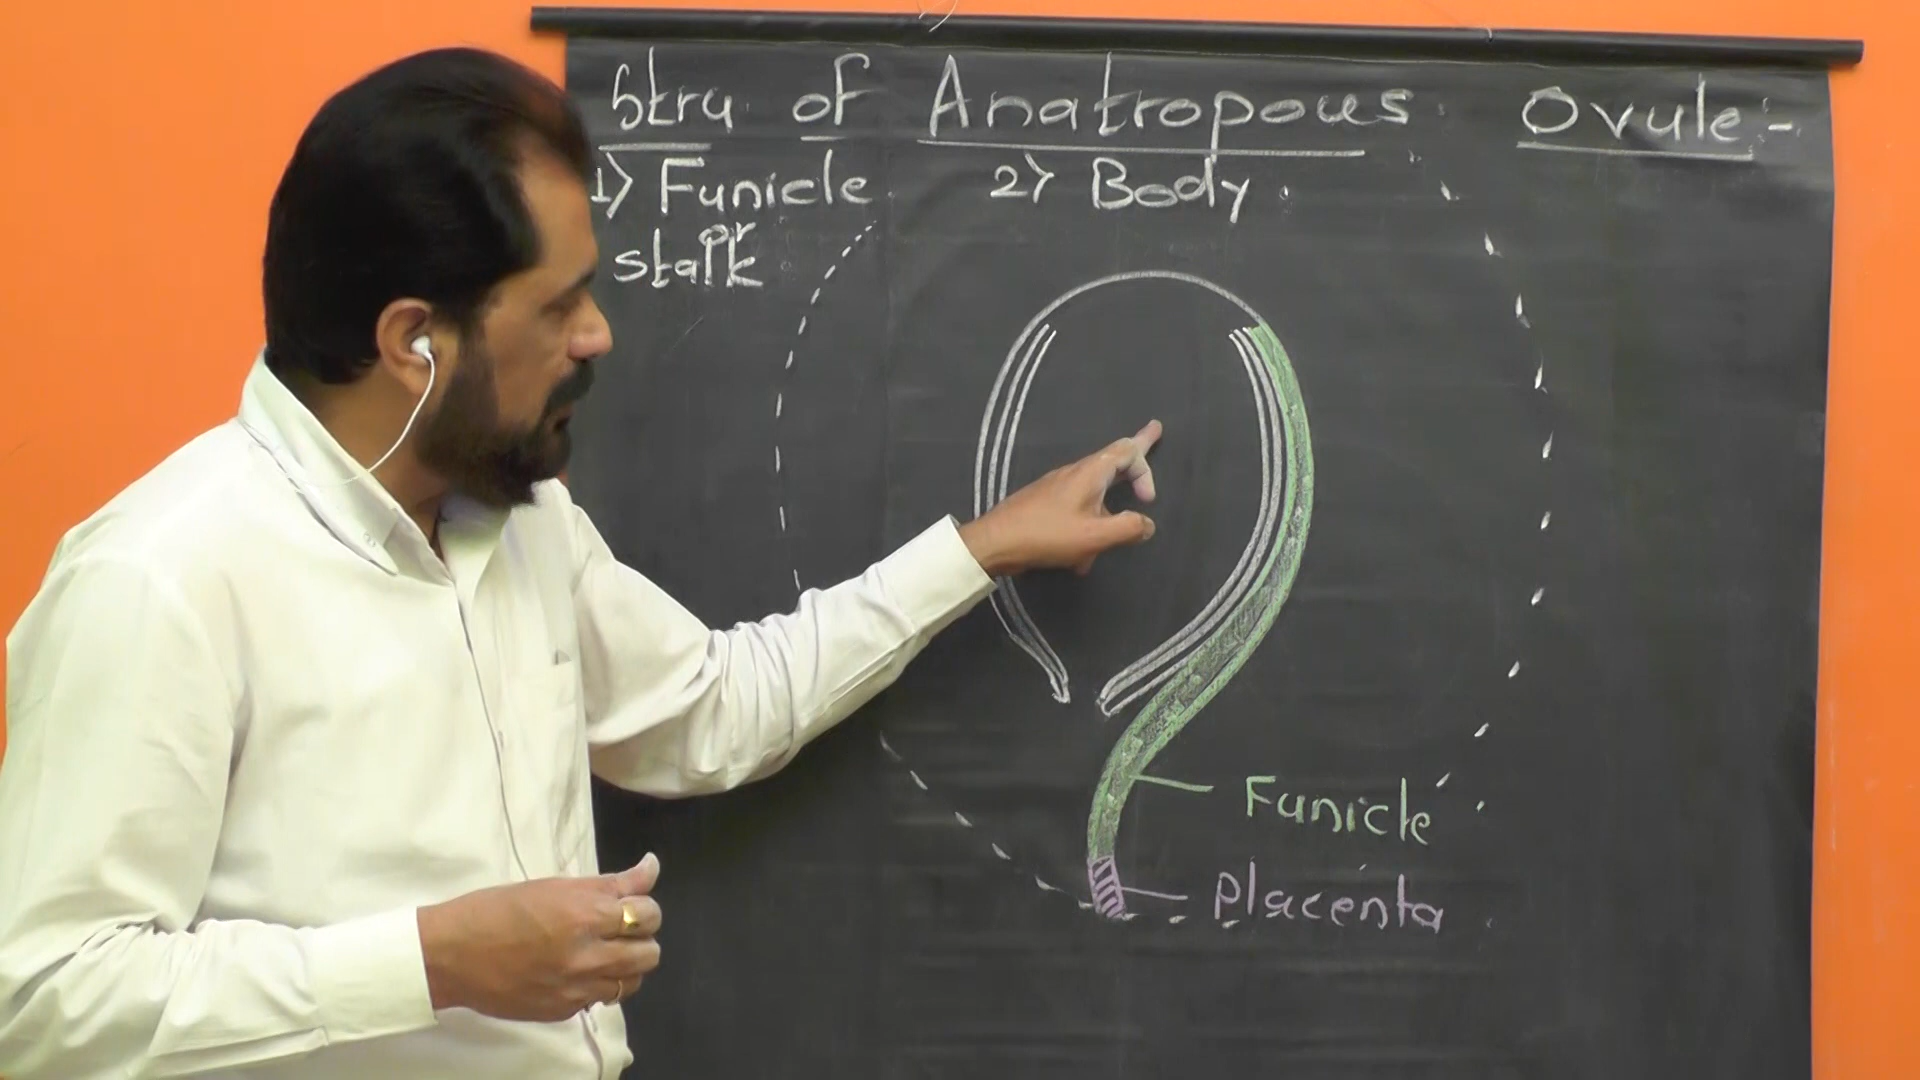 Stru of Anatropous Ovule:-
1) Funicle 2) Body.
or
stalk
Funicle
Placenta